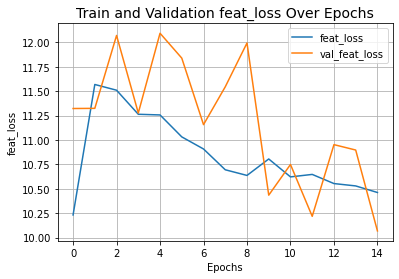 Train and Validation feat_loss Over Epochs
feat_loss
val_feat_loss
12.00
11.75
11.50
11.25
11.00
10.75
10.50
10.25
10.00
feat_loss
0 2 4 6 8 10 12 14
Epochs